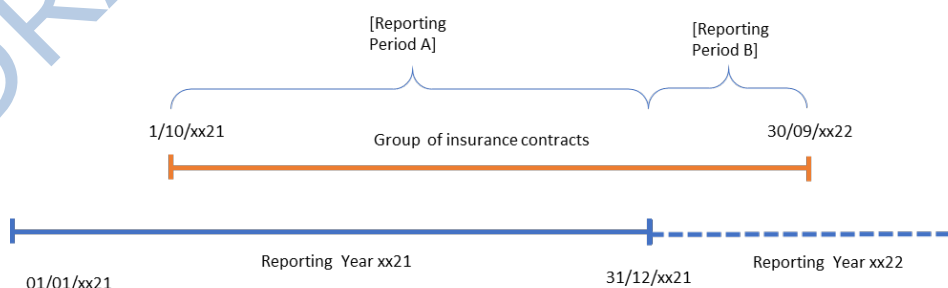 [Reporting
Period A]
[Reporting
Period B]
1/10/xx21
Group of insurance contracts
30/09/xx22
Reporting Year xx21
31/12/xx21
Reporting Year xx22
01/01/xx21